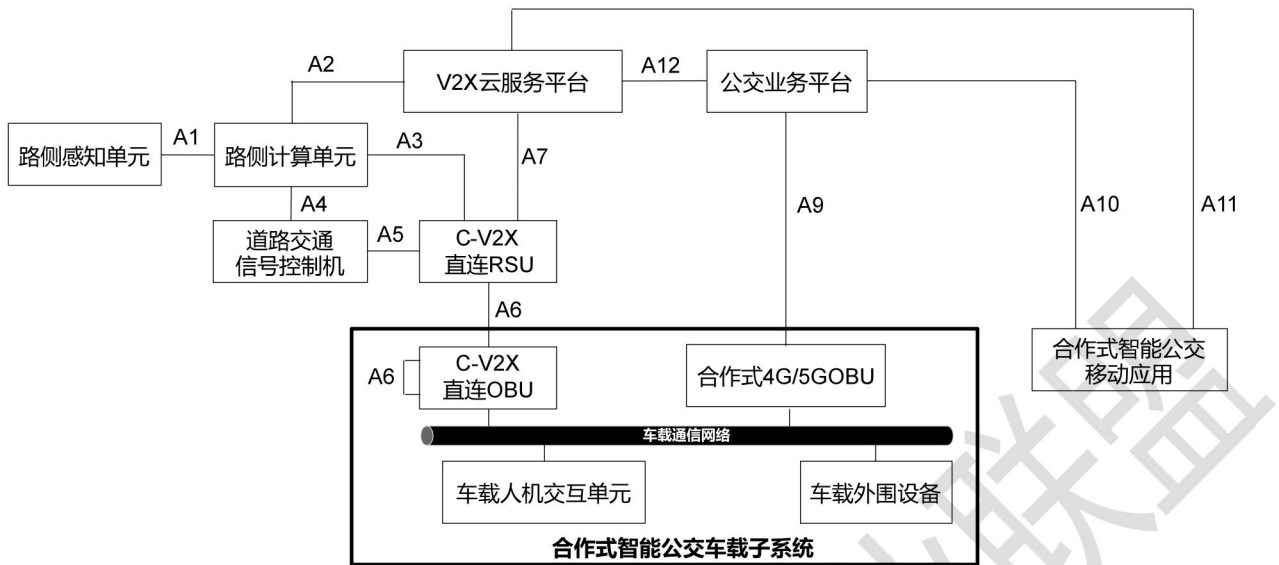 A2
V2X云服务平台
A12
公交业务平台
路侧感知单元
A1
路侧计算单元
A3
A7
A4
A9
A10
A11
道路交通
信号控制机
A5
C-V2X
直连RSU
A6
A6
C-V2X
直连OBU
合作式4G/5GOBU
合作式智能公交
移动应用
车载通信网络
车载人机交互单元
车载外围设备
合作式智能公交车载子系统
联盟